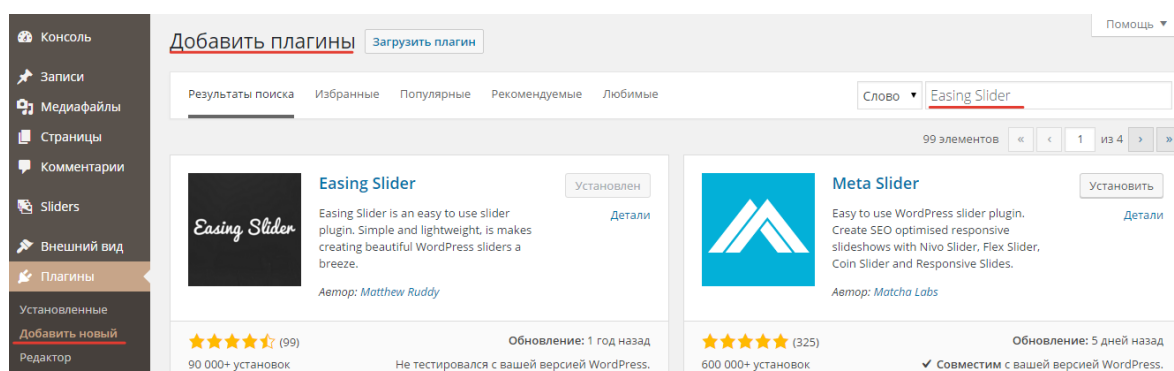 Помощь ▼
Консоль
Записи
Медиафайлы
Страницы
Комментарии
Sliders
Внешний вид
Плагины
Установленные
Добавить новый
Редактор
Добавить плагины Загрузить плагин
Результаты поиска Избранные Популярные Рекомендуемые Любимые Слово ▼ Easing Slider
99 элементов « ‹ 1 из 4 › »
Easing Slider
Easing Slider Установлен
Детали
Easing Slider is an easy to use slider
plugin. Simple and lightweight, is makes
creating beautiful WordPress sliders a
breeze.
Автор: Matthew Ruddy
(99) Обновление: 1 год назад
90 000+ установок Не тестировался с вашей версией WordPress.
Meta Slider Установить
Детали
Easy to use WordPress slider plugin.
Create SEO optimised responsive
slideshows with Nivo Slider, Flex Slider,
Coin Slider and Responsive Slides.
Автор: Matcha Labs
(325) Обновление: 5 дней назад
600 000+ установок ✔ Совместим с вашей версией WordPress.